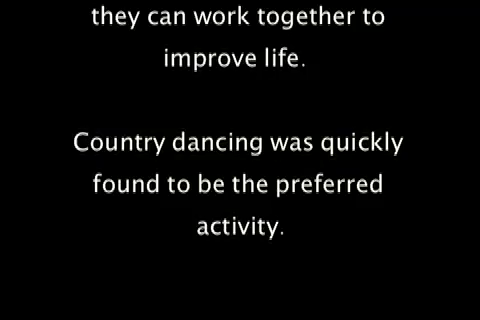 they can work together to
improve life.
Country dancing was quickly
found to be the preferred
activity.